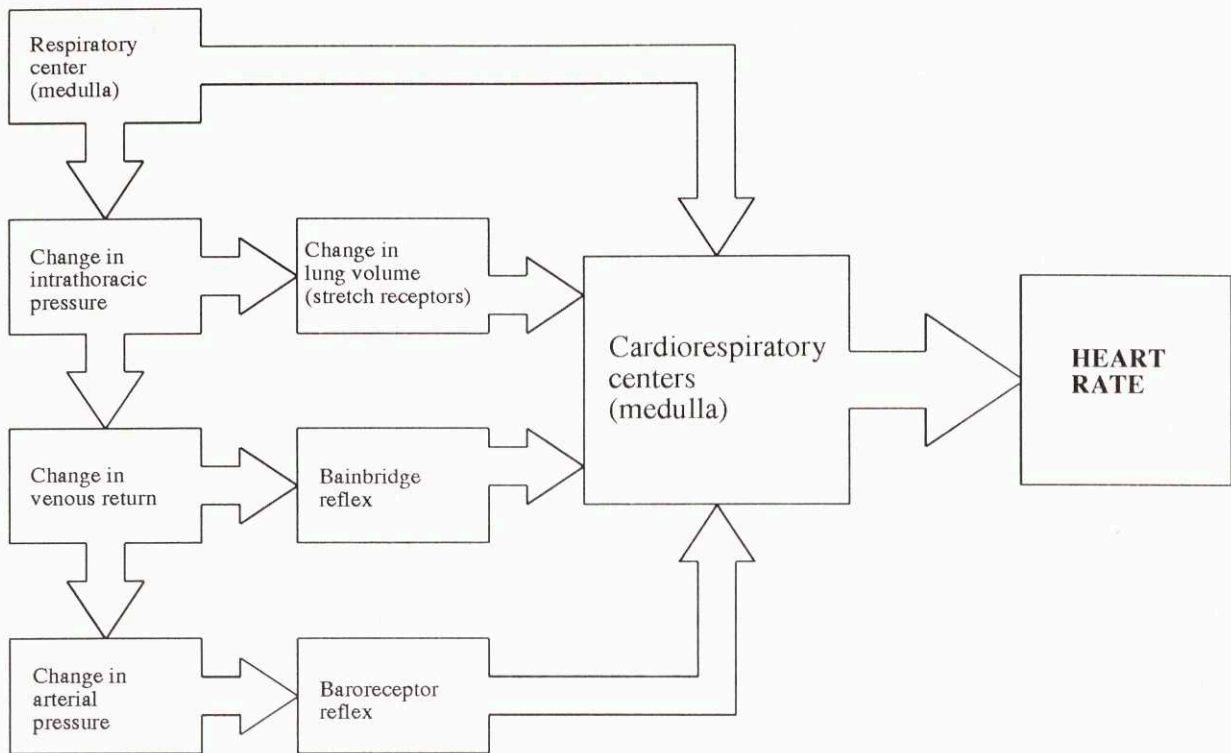 Respiratory
center
(medulla)
Change in
intrathoracic
pressure
Change in
lung volume
(stretch receptors)
Cardiorespiratory
centers
(medulla)
HEART
RATE
Change in
venous return
Bainbridge
reflex
Change in
arterial
pressure
Baroreceptor
reflex